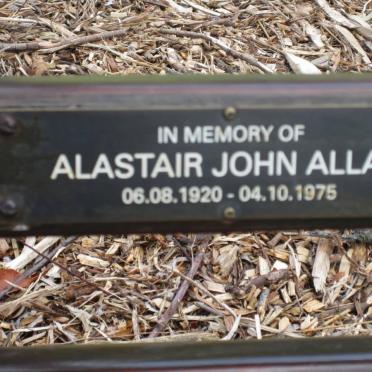 IN MEMORY OF
ALASTAIR JOHN ALLA
06.08.1920 - 04.10.1975